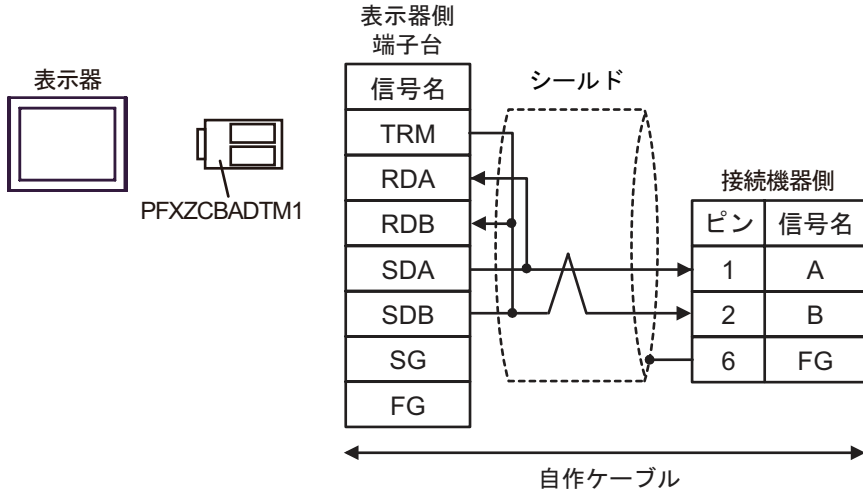 表示器
PFXZCBADTM1
表示器側
端子台
信号名
TRM
RDA
RDB
SDA
SDB
SG
FG
シールド
接続機器側
ピン 信号名
1 A
2 B
6 FG
自作ケーブル